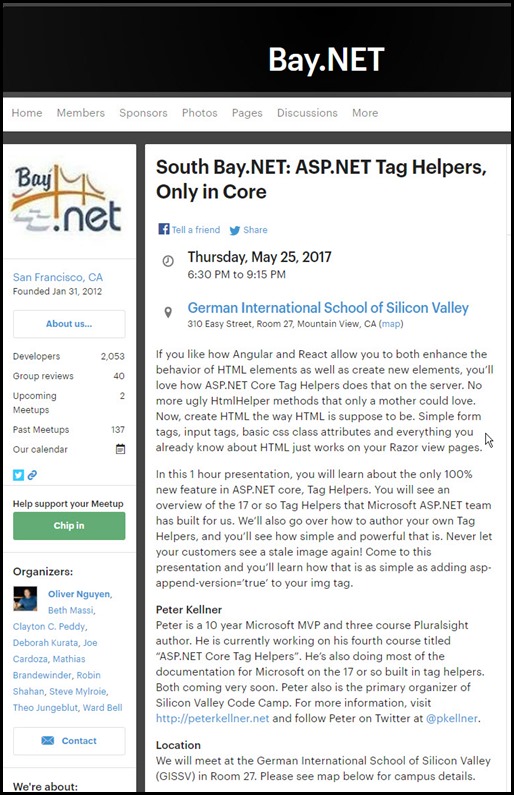 Bay.NET
Home Members Sponsors Photos Pages Discussions More
Bay
.net
San Francisco, CA
Founded Jan 31, 2012
About us...
Developers 2,053
Group reviews 40
Upcoming 2
Meetups
Past Meetups 137
Our calendar
Help support your Meetup
Chip in
Organizers:
Oliver Nguyen,
Beth Massi,
Clayton C. Peddy,
Deborah Kurata, Joe
Cardoza, Mathias
Brandewinder, Robin
Shahan, Steve Mylroie,
Theo Jungeblut, Ward Bell
Contact
We're about:
South Bay.NET: ASP.NET Tag Helpers,
Only in Core
Tell a friend Share
Thursday, May 25, 2017
6:30 PM to 9:15 PM
German International School of Silicon Valley
310 Easy Street, Room 27, Mountain View, CA (map)
If you like how Angular and React allow you to both enhance the
behavior of HTML elements as well as create new elements, you'll
love how ASP.NET Core Tag Helpers does that on the server. No
more ugly HtmlHelper methods that only a mother could love.
Now, create HTML the way HTML is suppose to be. Simple form
tags, input tags, basic css class attributes and everything you
already know about HTML just works on your Razor view pages.
In this 1 hour presentation, you will learn about the only 100%
new feature in ASP.NET core, Tag Helpers. You will see an
overview of the 17 or so Tag Helpers that Microsoft ASP.NET team
has built for us. We'll also go over how to author your own Tag
Helpers, and you'll see how simple and powerful that is. Never let
your customers see a stale image again! Come to this
presentation and you'll learn how that is as simple as adding asp-
append-version='true' to your img tag.
Peter Kellner
Peter is a 10 year Microsoft MVP and three course Pluralsight
author. He is currently working on his fourth course titled
"ASP.NET Core Tag Helpers". He's also doing most of the
documentation for Microsoft on the 17 or so built in tag helpers.
Both coming very soon. Peter also is the primary organizer of
Silicon Valley Code Camp. For more information, visit
http://peterkellner.net and follow Peter on Twitter at @pkellner.
Location
We will meet at the German International School of Silicon Valley
(GISSV) in Room 27. Please see map below for campus details.